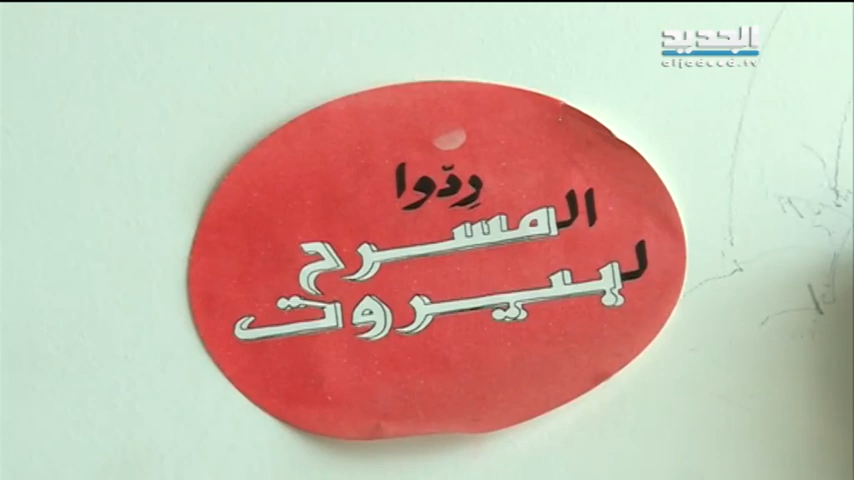 الجديد
aljadeed.tv
ردّوا
المسرح
لبيروت